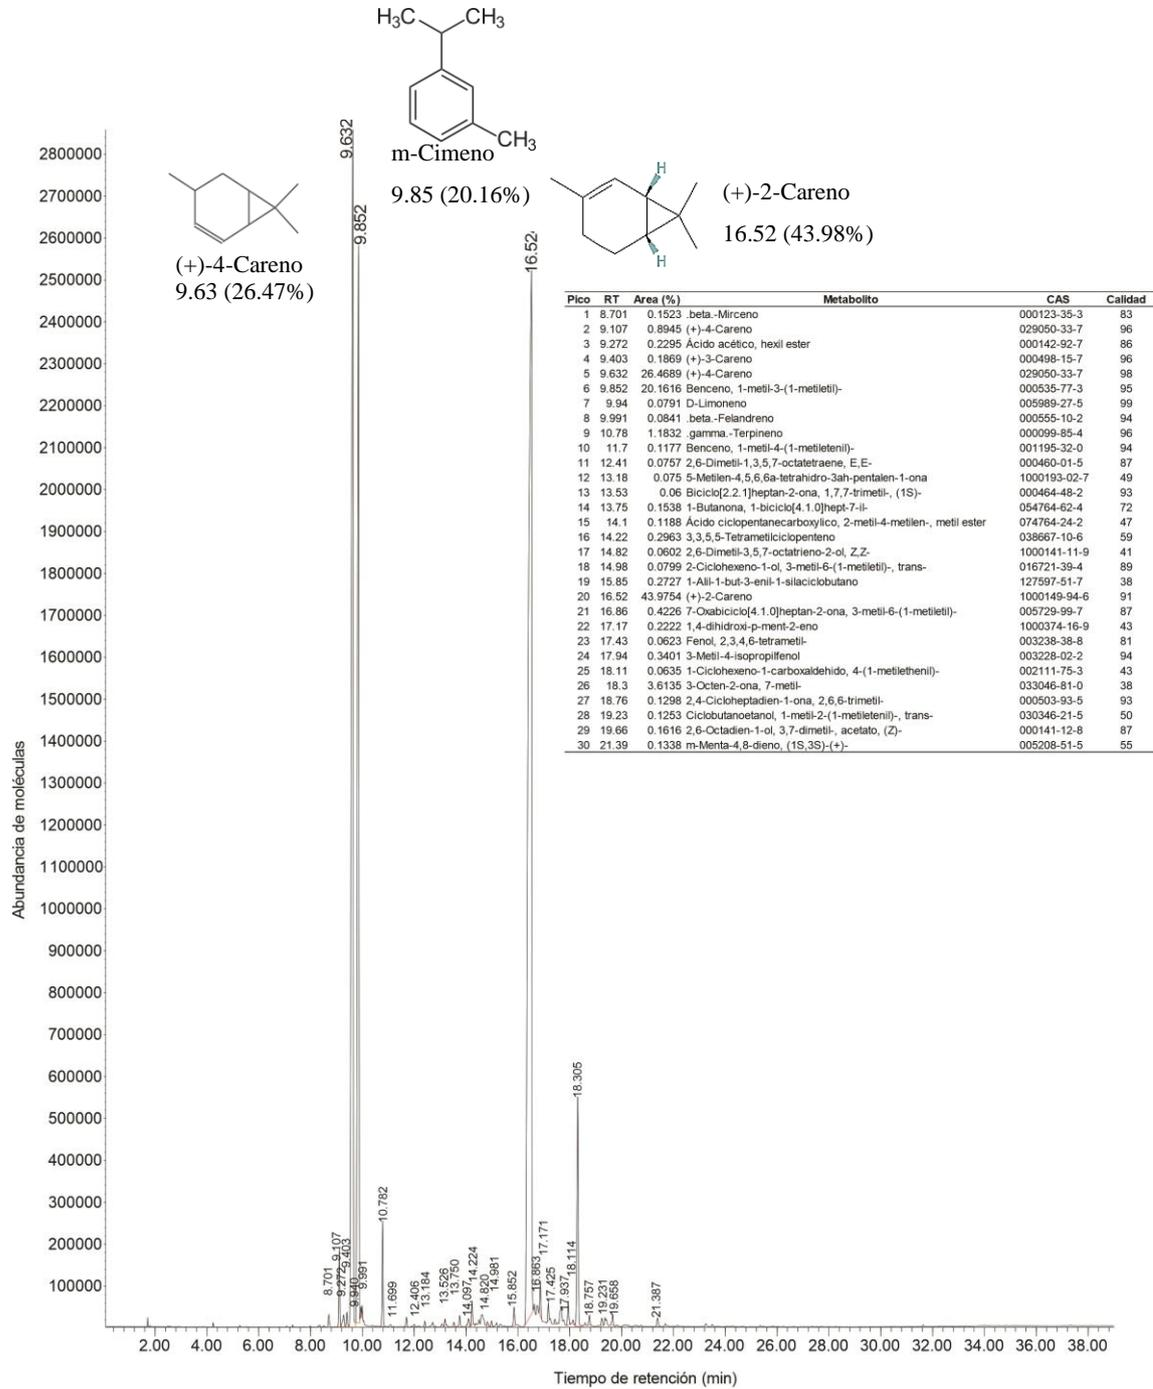 H₃C CH₃
CH₃
m-Cimeno
9.85 (20.16%)
(+)-4-Careno
9.63 (26.47%)
H
H
(+)-2-Careno
16.52 (43.98%)
Pico RT Area (%) Metabolito CAS Calidad
1 8.701 0.1523 .beta.-Mirceno 000123-35-3 83
2 9.107 0.8945 (+)-4-Careno 029050-33-7 96
3 9.272 0.2295 Ácido acético, hexil ester 000142-92-7 86
4 9.403 0.1869 (+)-3-Careno 000498-15-7 96
5 9.632 26.4689 (+)-4-Careno 029050-33-7 98
6 9.852 20.1616 Benceno, 1-metil-3-(1-metiletil)- 000535-77-3 95
7 9.94 0.0791 D-Limoneno 005989-27-5 99
8 9.991 0.0841 .beta.-Felandreno 000555-10-2 94
9 10.78 1.1832 .gamma.-Terpineno 000099-85-4 96
10 11.7 0.1177 Benceno, 1-metil-4-(1-metiletenil)- 001195-32-0 94
11 12.41 0.0757 2,6-Dimetil-1,3,5,7-octatetraene, E,E- 000460-01-5 87
12 13.18 0.075 5-Metilen-4,5,6,6a-tetrahidro-3ah-pentalen-1-ona 1000193-02-7 49
13 13.53 0.06 Biciclo[2.2.1]heptan-2-ona, 1,7,7-trimetil-, (1S)- 000464-48-2 93
14 13.75 0.1538 1-Butanona, 1-biciclo[4.1.0]hept-7-il- 054764-62-4 72
15 14.1 0.1188 Ácido ciclopentanecarboxylico, 2-metil-4-metilen-, metil ester 074764-24-2 47
16 14.22 0.2963 3,3,5,5-Tetrametilciclopenteno 038667-10-6 59
17 14.82 0.0602 2,6-Dimetil-3,5,7-octatrieno-2-ol, Z,Z- 1000141-11-9 41
18 14.98 0.0799 2-Ciclohexeno-1-ol, 3-metil-6-(1-metiletil)-, trans- 016721-39-4 89
19 15.85 0.2727 1-Alil-1-but-3-enil-1-silaciclobutano 127597-51-7 38
20 16.52 43.9754 (+)-2-Careno 1000149-94-6 91
21 16.86 0.4226 7-Oxabiciclo[4.1.0]heptan-2-ona, 3-metil-6-(1-metiletil)- 005729-99-7 87
22 17.17 0.2222 1,4-dihidroxi-p-ment-2-eno 1000374-16-9 43
23 17.43 0.0623 Fenol, 2,3,4,6-tetrametil- 003238-38-8 81
24 17.94 0.3401 3-Metil-4-isopropilfenol 003228-02-2 94
25 18.11 0.0635 1-Ciclohexeno-1-carboxaldehido, 4-(1-metilethenil)- 002111-75-3 43
26 18.3 3.6135 3-Octen-2-ona, 7-metil- 033046-81-0 38
27 18.76 0.1298 2,4-Cicloheptadien-1-ona, 2,6,6-trimetil- 000503-93-5 93
28 19.23 0.1253 Ciclobutanoetanol, 1-metil-2-(1-metiletenil)-, trans- 030346-21-5 50
29 19.66 0.1616 2,6-Octadien-1-ol, 3,7-dimetil-, acetato, (Z)- 000141-12-8 87
30 21.39 0.1338 m-Menta-4,8-dieno, (1S,3S)-(+)- 005208-51-5 55
Abundancia de moléculas
2800000
2700000
2600000
2500000
2400000
2300000
2200000
2100000
2000000
1900000
1800000
1700000
1600000
1500000
1400000
1300000
1200000
1100000
1000000
900000
800000
700000
600000
500000
400000
300000
200000
100000
8.701
9.107
9.272
9.403
9.632
9.852
9.940
9.991
10.782
11.699
12.406
13.184
13.526
13.750
14.097
14.224
14.820
14.981
15.852
16.52
16.863
17.171
17.425
17.937
18.114
18.305
18.757
19.231
19.658
21.387
2.00 4.00 6.00 8.00 10.00 12.00 14.00 16.00 18.00 20.00 22.00 24.00 26.00 28.00 30.00 32.00 34.00 36.00 38.00
Tiempo de retención (min)